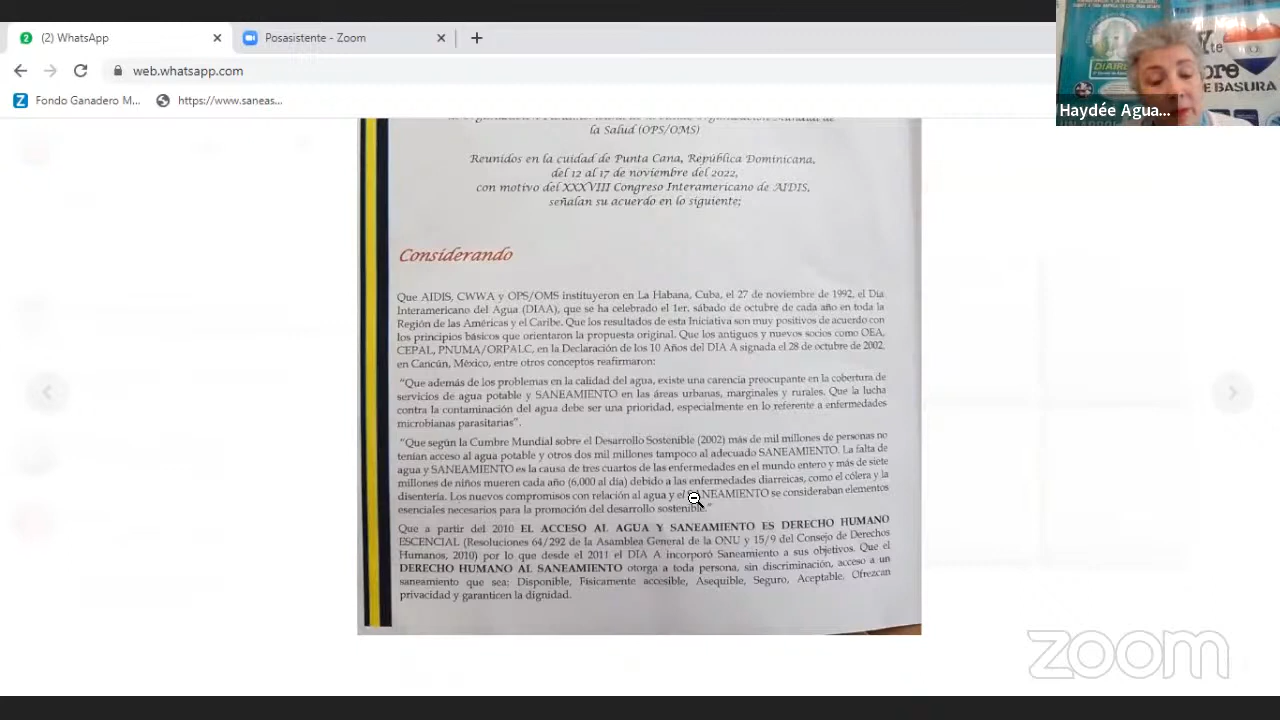 (2) WhatsApp
Posasistente - Zoom
web.whatsapp.com
Fondo Ganadero M...
https://www.saneas...
DIAIRE
Yte
bre
E BASURA
Haydée Agua...
la Salud (OPS/OMS)
Reunidos en la cuidad de Punta Cana, República Dominicana,
del 12 al 17 de noviembre del 2022,
con motivo del XXXVIII Congreso Interamericano de AIDIS,
señalan su acuerdo en lo siguiente:
Considerando
Que AIDIS, CWWA y OPS/OMS instituyeron en La Habana, Cuba, el 27 de noviembre de 1992, el Día
Interamericano del Agua (DIAA), que se ha celebrado el 1er, sábado de octubre de cada año en toda la
Región de las Américas y el Caribe. Que los resultados de esta Iniciativa son muy positivos de acuerdo con
los principios básicos que orientaron la propuesta original. Que los antiguos y nuevos socios como OEA,
CEPAL, PNUMA/ORPALC, en la Declaración de los 10 Años del DIA A signada el 28 de octubre de 2002,
en Cancún, México, entre otros conceptos reafirmaron:
"Que además de los problemas en la calidad del agua, existe una carencia preocupante en la cobertura de
servicios de agua potable y SANEAMIENTO en las áreas urbanas, marginales y rurales. Que la lucha
contra la contaminación del agua debe ser una prioridad, especialmente en lo referente a enfermedades
microbianas parasitarias".
"Que según la Cumbre Mundial sobre el Desarrollo Sostenible (2002) más de mil millones de personas no
tenían acceso al agua potable y otros dos mil millones tampoco al adecuado SANEAMIENTO. La falta de
agua y SANEAMIENTO es la causa de tres cuartos de las enfermedades en el mundo entero y más de siete
millones de niños mueren cada año (6,000 al día) debido a las enfermedades diarreicas, como el cólera y la
disentería. Los nuevos compromisos con relación al agua y el SANEAMIENTO se consideraban elementos
esenciales necesarios para la promoción del desarrollo sostenible."
Que a partir del 2010 EL ACCESO AL AGUA Y SANEAMIENTO ES DERECHO HUMANO
ESCENCIAL (Resoluciones 64/292 de la Asamblea General de la ONU y 15/9 del Consejo de Derechos
Humanos, 2010) por lo que desde el 2011 el DIA A incorporó Saneamiento a sus objetivos. Que el
DERECHO HUMANO AL SANEAMIENTO otorga a toda persona, sin discriminación, acceso a un
saneamiento que sea: Disponible, Físicamente accesible, Asequible, Seguro, Aceptable, Ofrezcan
privacidad y garanticen la dignidad.
zoom